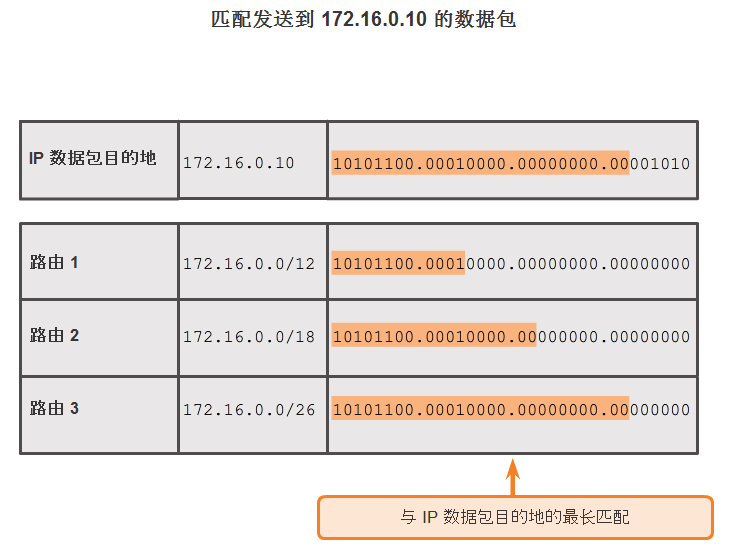 匹配发送到 172.16.0.10 的数据包
IP 数据包目的地 172.16.0.10 10101100.00010000.00000000.00001010
路由 1 172.16.0.0/12 10101100.00010000.00000000.00000000
路由 2 172.16.0.0/18 10101100.00010000.00000000.00000000
路由 3 172.16.0.0/26 10101100.00010000.00000000.00000000
与 IP 数据包目的地的最长匹配